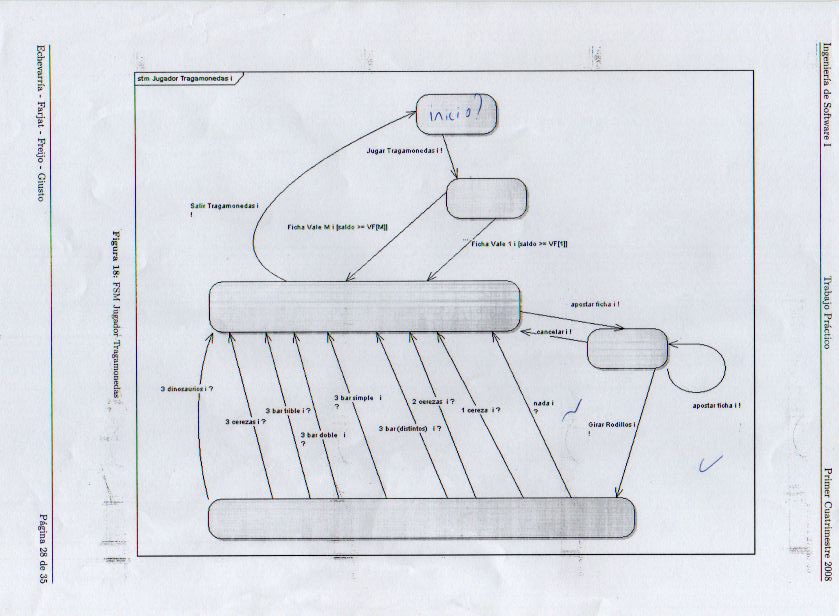 Ingeniería de Software I
Trabajo Práctico
Primer Cuatrimestre 2008
stm Jugador Tragamonedas i
inicio?
Jugar Tragamonedas i !
Salir Tragamonedas i
!
Ficha Vale M i [saldo >= VF[M]]
Ficha Vale 1 i [saldo >= VF[1]]
apostar ficha i !
cancelar i !
apostar ficha i !
3 dinosaurios i ?
3 cerezas i ?
3 bar trible i ?
3 bar doble i
?
3 bar simple i
?
3 bar (distintos) i ?
2 cerezas i ?
1 cereza i ?
nada i
?
Girar Rodillos i
!
Figura 18: FSM Jugador Tragamonedas
Echevarría - Farjat - Freijo - Giusto
Página 28 de 35